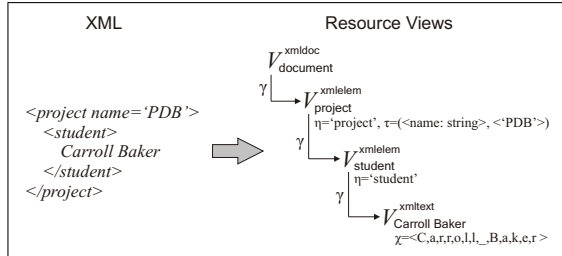 XML
Resource Views
<project name=‘PDB’>
<student>
Carroll Baker
</student>
</project>
V xmldoc document
γ
V xmlelem project
η=‘project’, τ=(<name: string>, <‘PDB’>)
γ
V xmlelem student
η=‘student’
γ
V xmltext Carroll Baker
χ=<C,a,r,r,o,l,l,_,B,a,k,e,r >